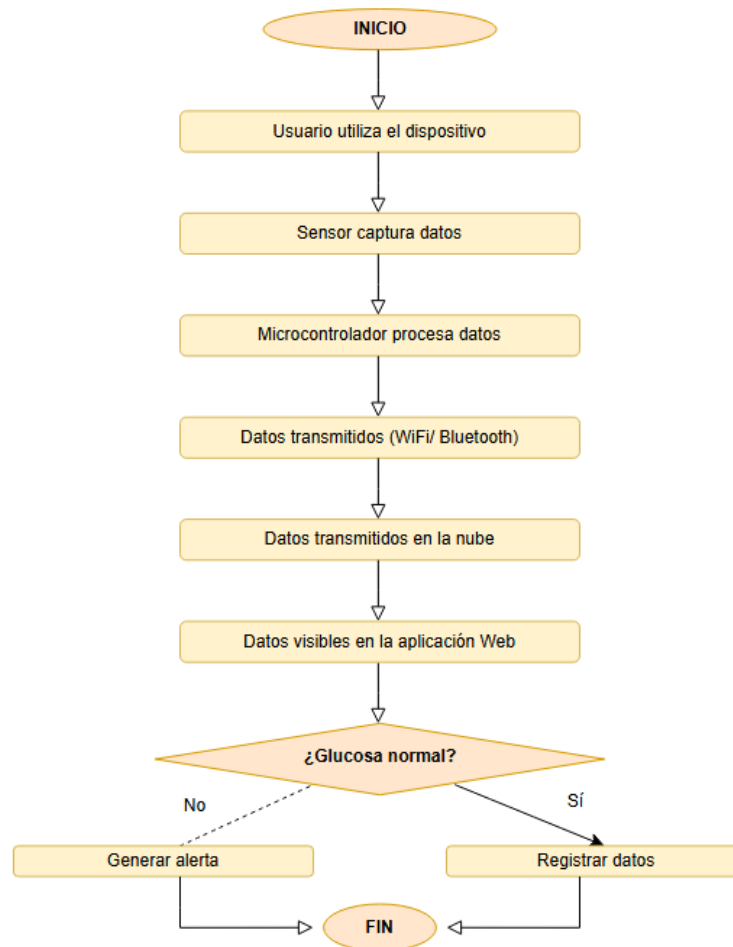 INICIO
Usuario utiliza el dispositivo
Sensor captura datos
Microcontrolador procesa datos
Datos transmitidos (WiFi/ Bluetooth)
Datos transmitidos en la nube
Datos visibles en la aplicación Web
¿Glucosa normal?
No
Sí
Generar alerta
Registrar datos
FIN